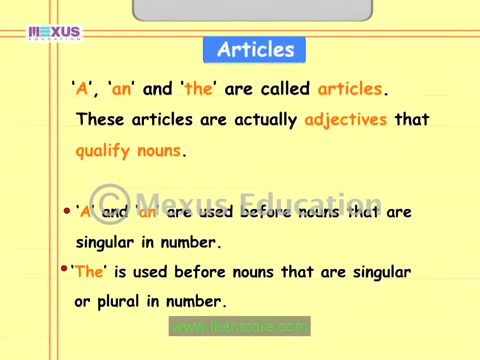 MEXUS
EDUCATION
Articles
'A', 'an' and 'the' are called articles.
These articles are actually adjectives that
qualify nouns.
© Mexus Education
• 'A' and 'an' are used before nouns that are
singular in number.
• 'The' is used before nouns that are singular
or plural in number.
www.ikenstore.com